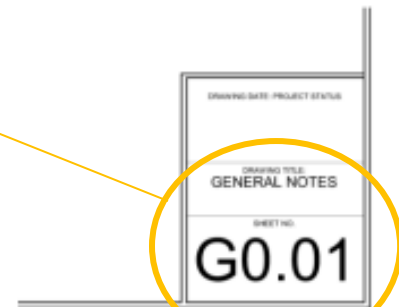 DRAWING DATE / PROJECT STATUS
DRAWING TITLE
GENERAL NOTES
SHEET NO.
G0.01